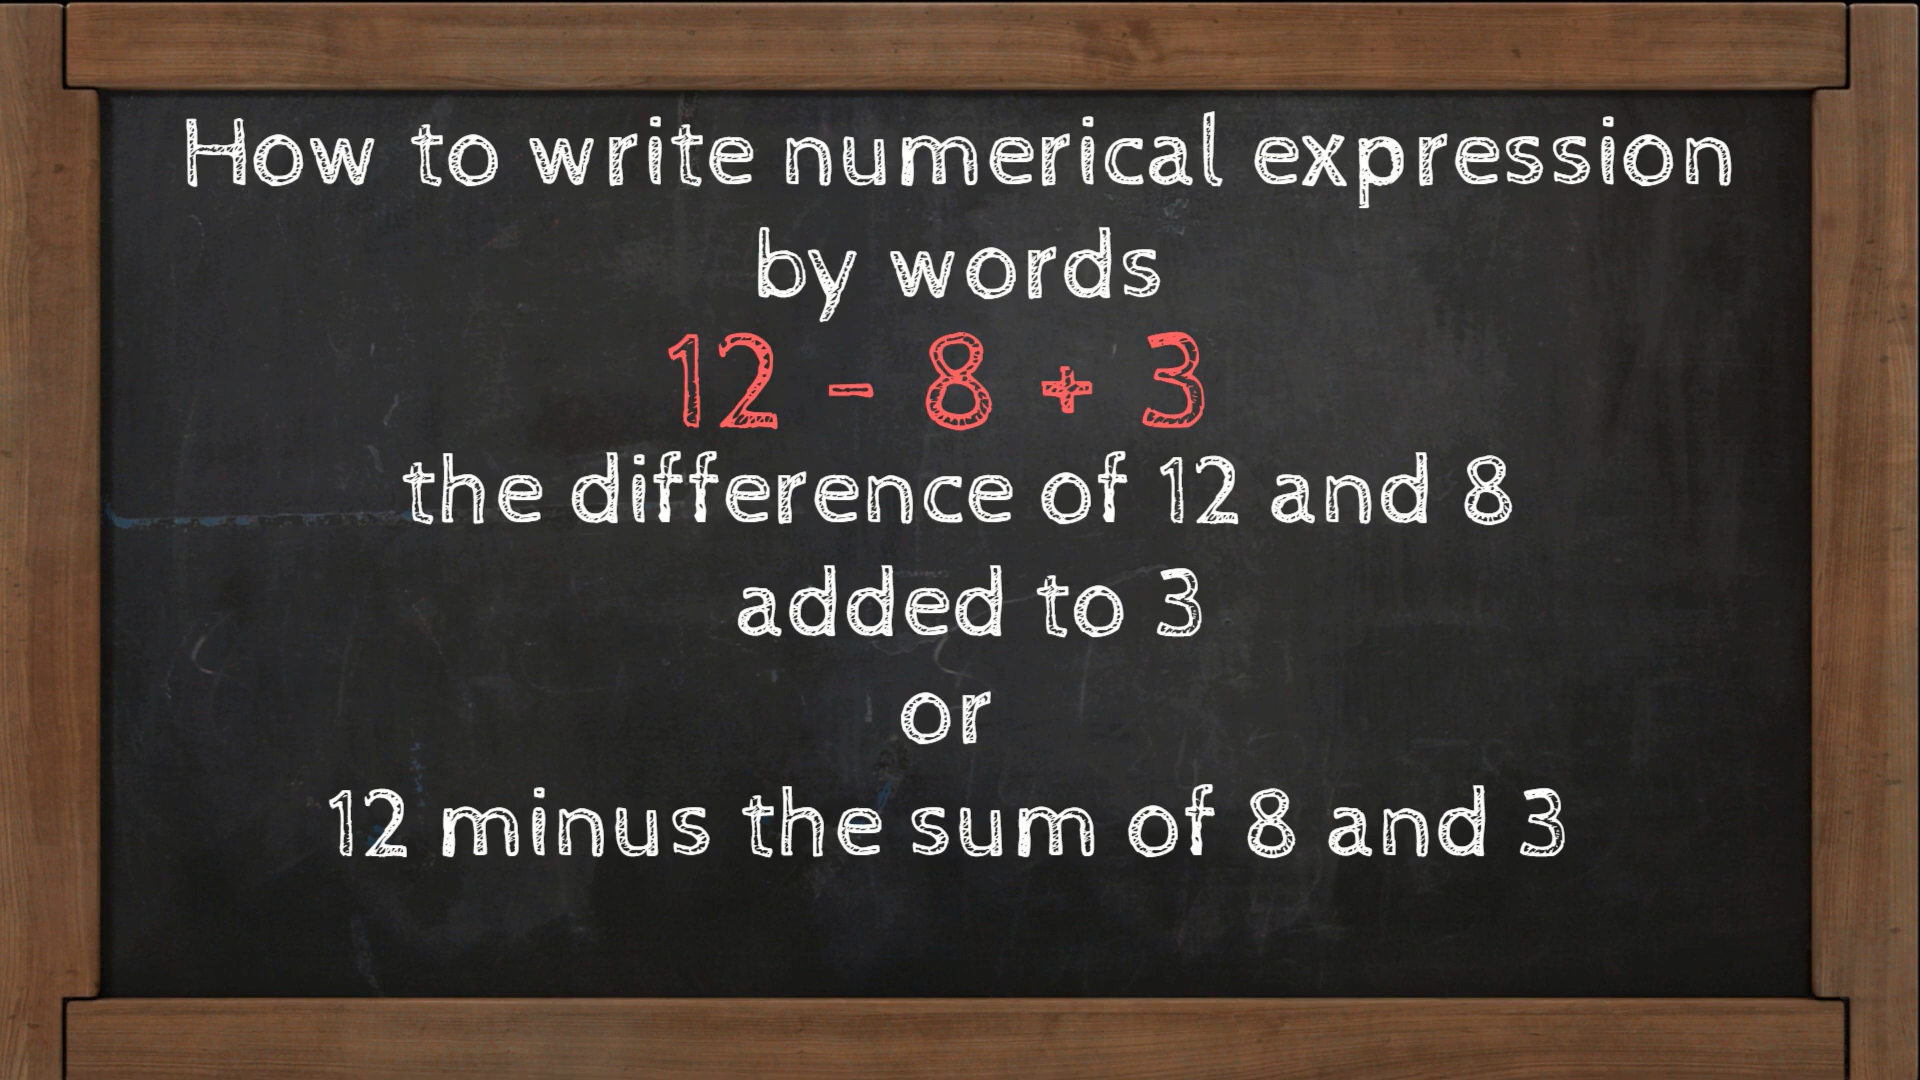 How to write numerical expression
by words
12 - 8 + 3
the difference of 12 and 8
added to 3
or
12 minus the sum of 8 and 3